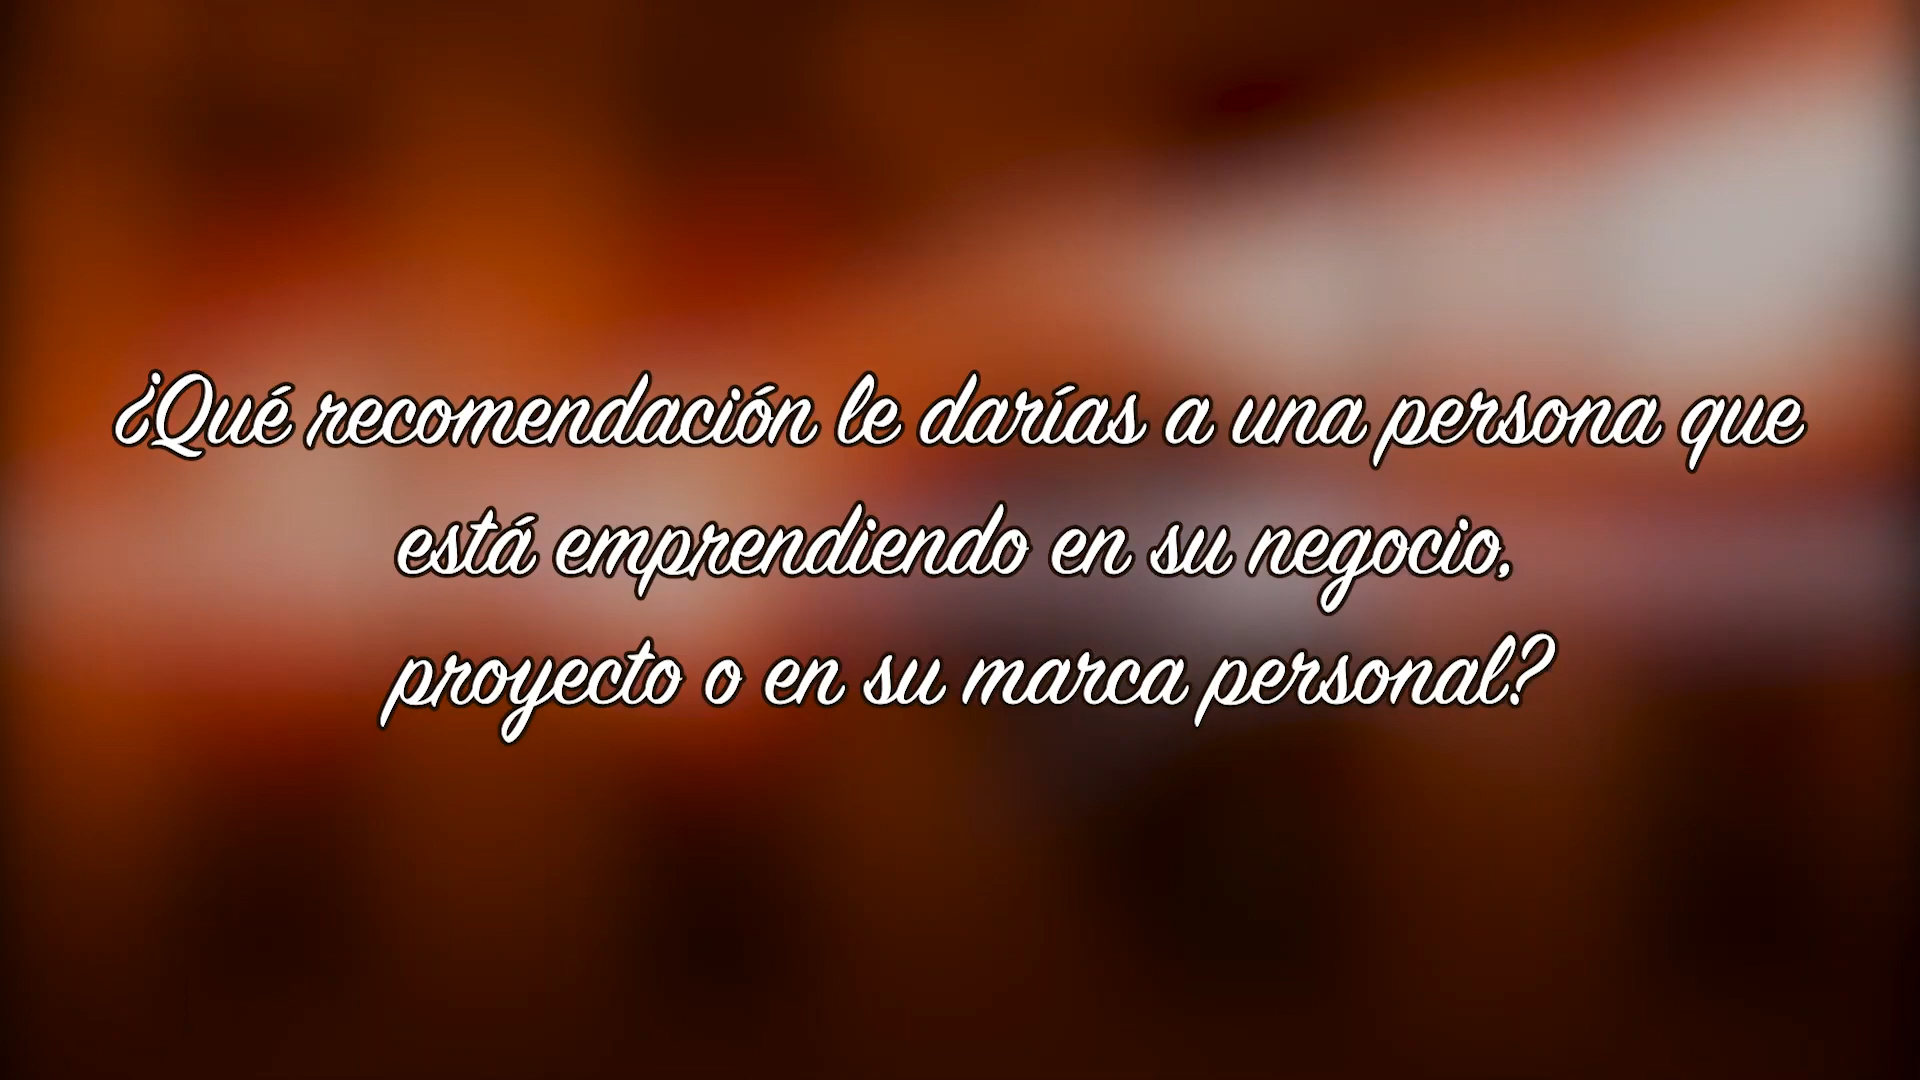 ¿Qué recomendación le darías a una persona que
está emprendiendo en su negocio,
proyecto o en su marca personal?